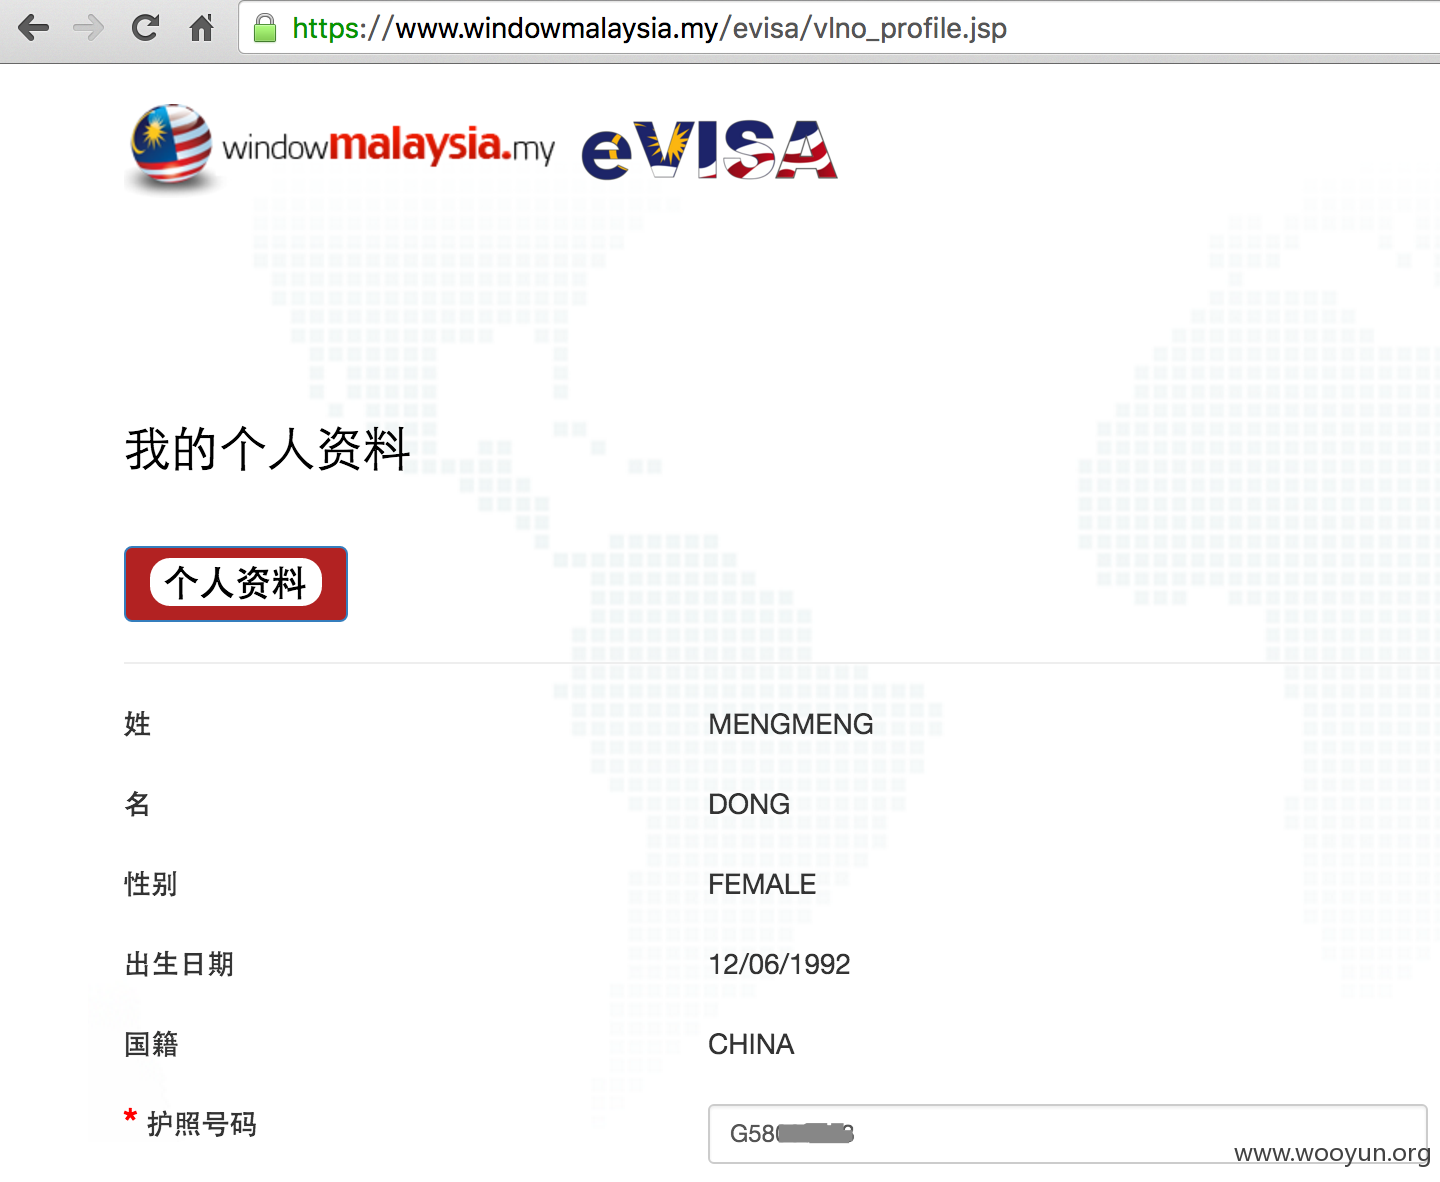 https://www.windowmalaysia.my/evisa/vlno_profile.jsp
windowmalaysia.my eVISA
我的个人资料
个人资料
姓 MENGMENG
名 DONG
性别 FEMALE
出生日期 12/06/1992
国籍 CHINA
* 护照号码 G58
www.wooyun.org